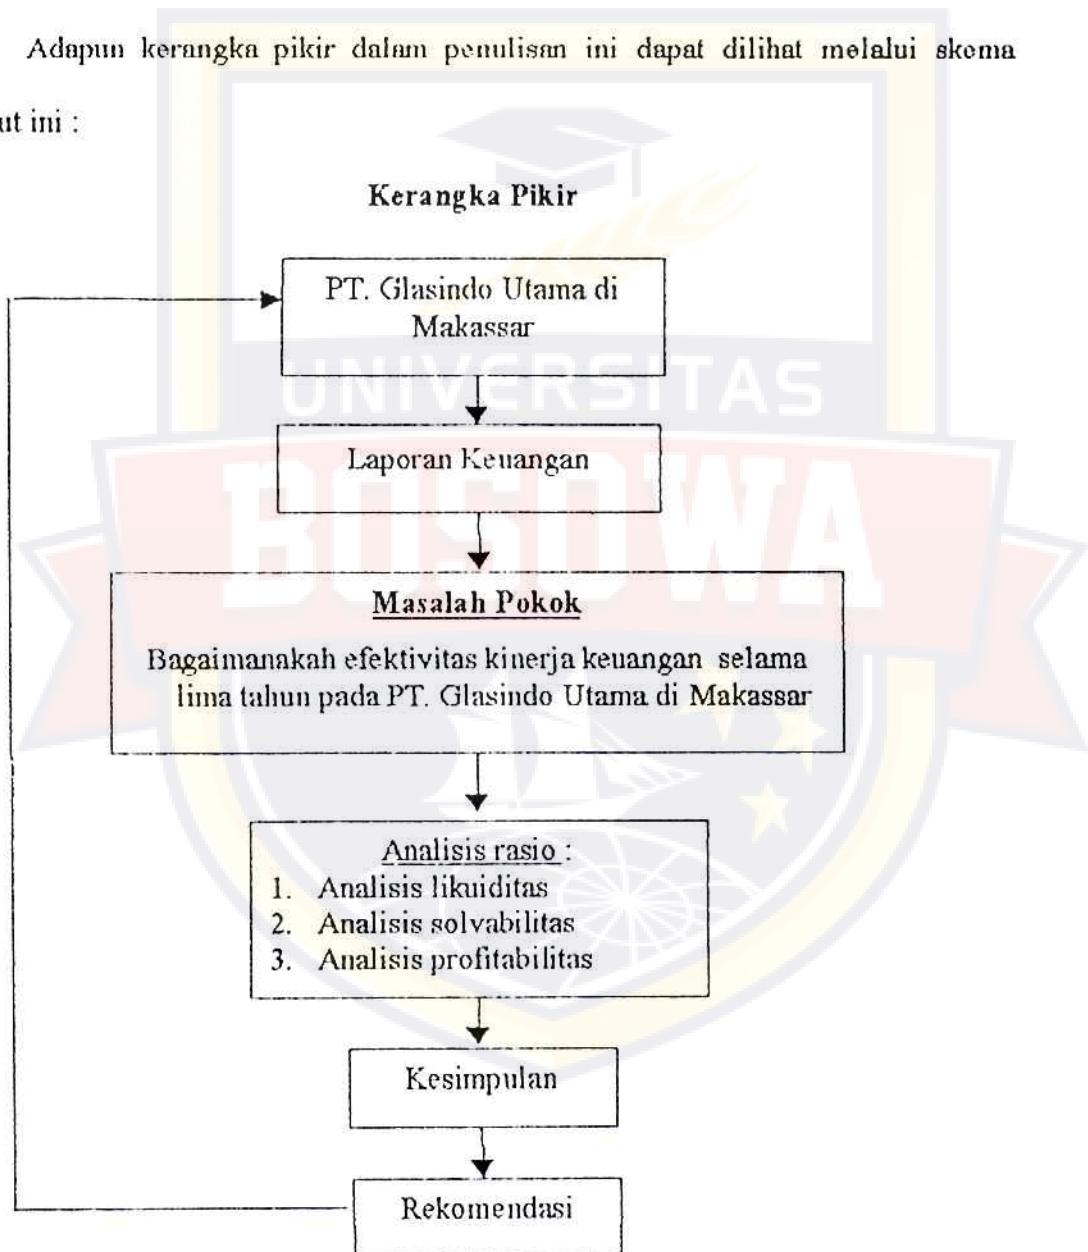 Adapun kerangka pikir dalam penulisan ini dapat dilihat melalui skema
ut ini :
Kerangka Pikir
PT. Glasindo Utama di
Makassar
UNIVERSITAS
Laporan Keuangan
BOSOWA
Masalah Pokok
Bagaimanakah efektivitas kinerja keuangan selama
lima tahun pada PT. Glasindo Utama di Makassar
Analisis rasio :
1. Analisis likuiditas
2. Analisis solvabilitas
3. Analisis profitabilitas
Kesimpulan
Rekomendasi